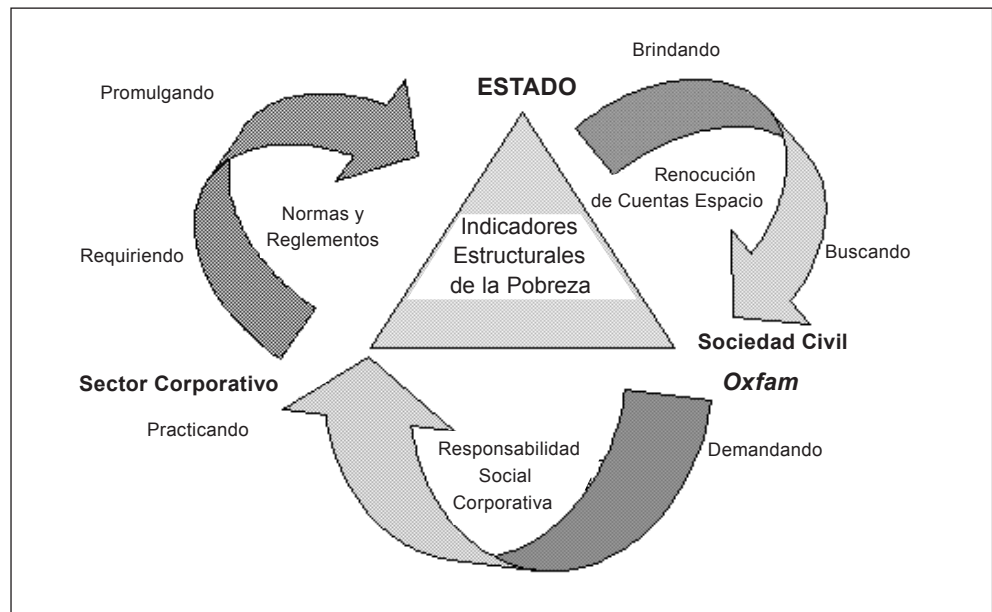 Brindando
Promulgando
ESTADO
Renocución
de Cuentas Espacio
Normas y
Reglementos
Indicadores
Estructurales
de la Pobreza
Requiriendo
Buscando
Sociedad Civil
Oxfam
Sector Corporativo
Practicando
Responsabilidad
Social
Corporativa
Demandando